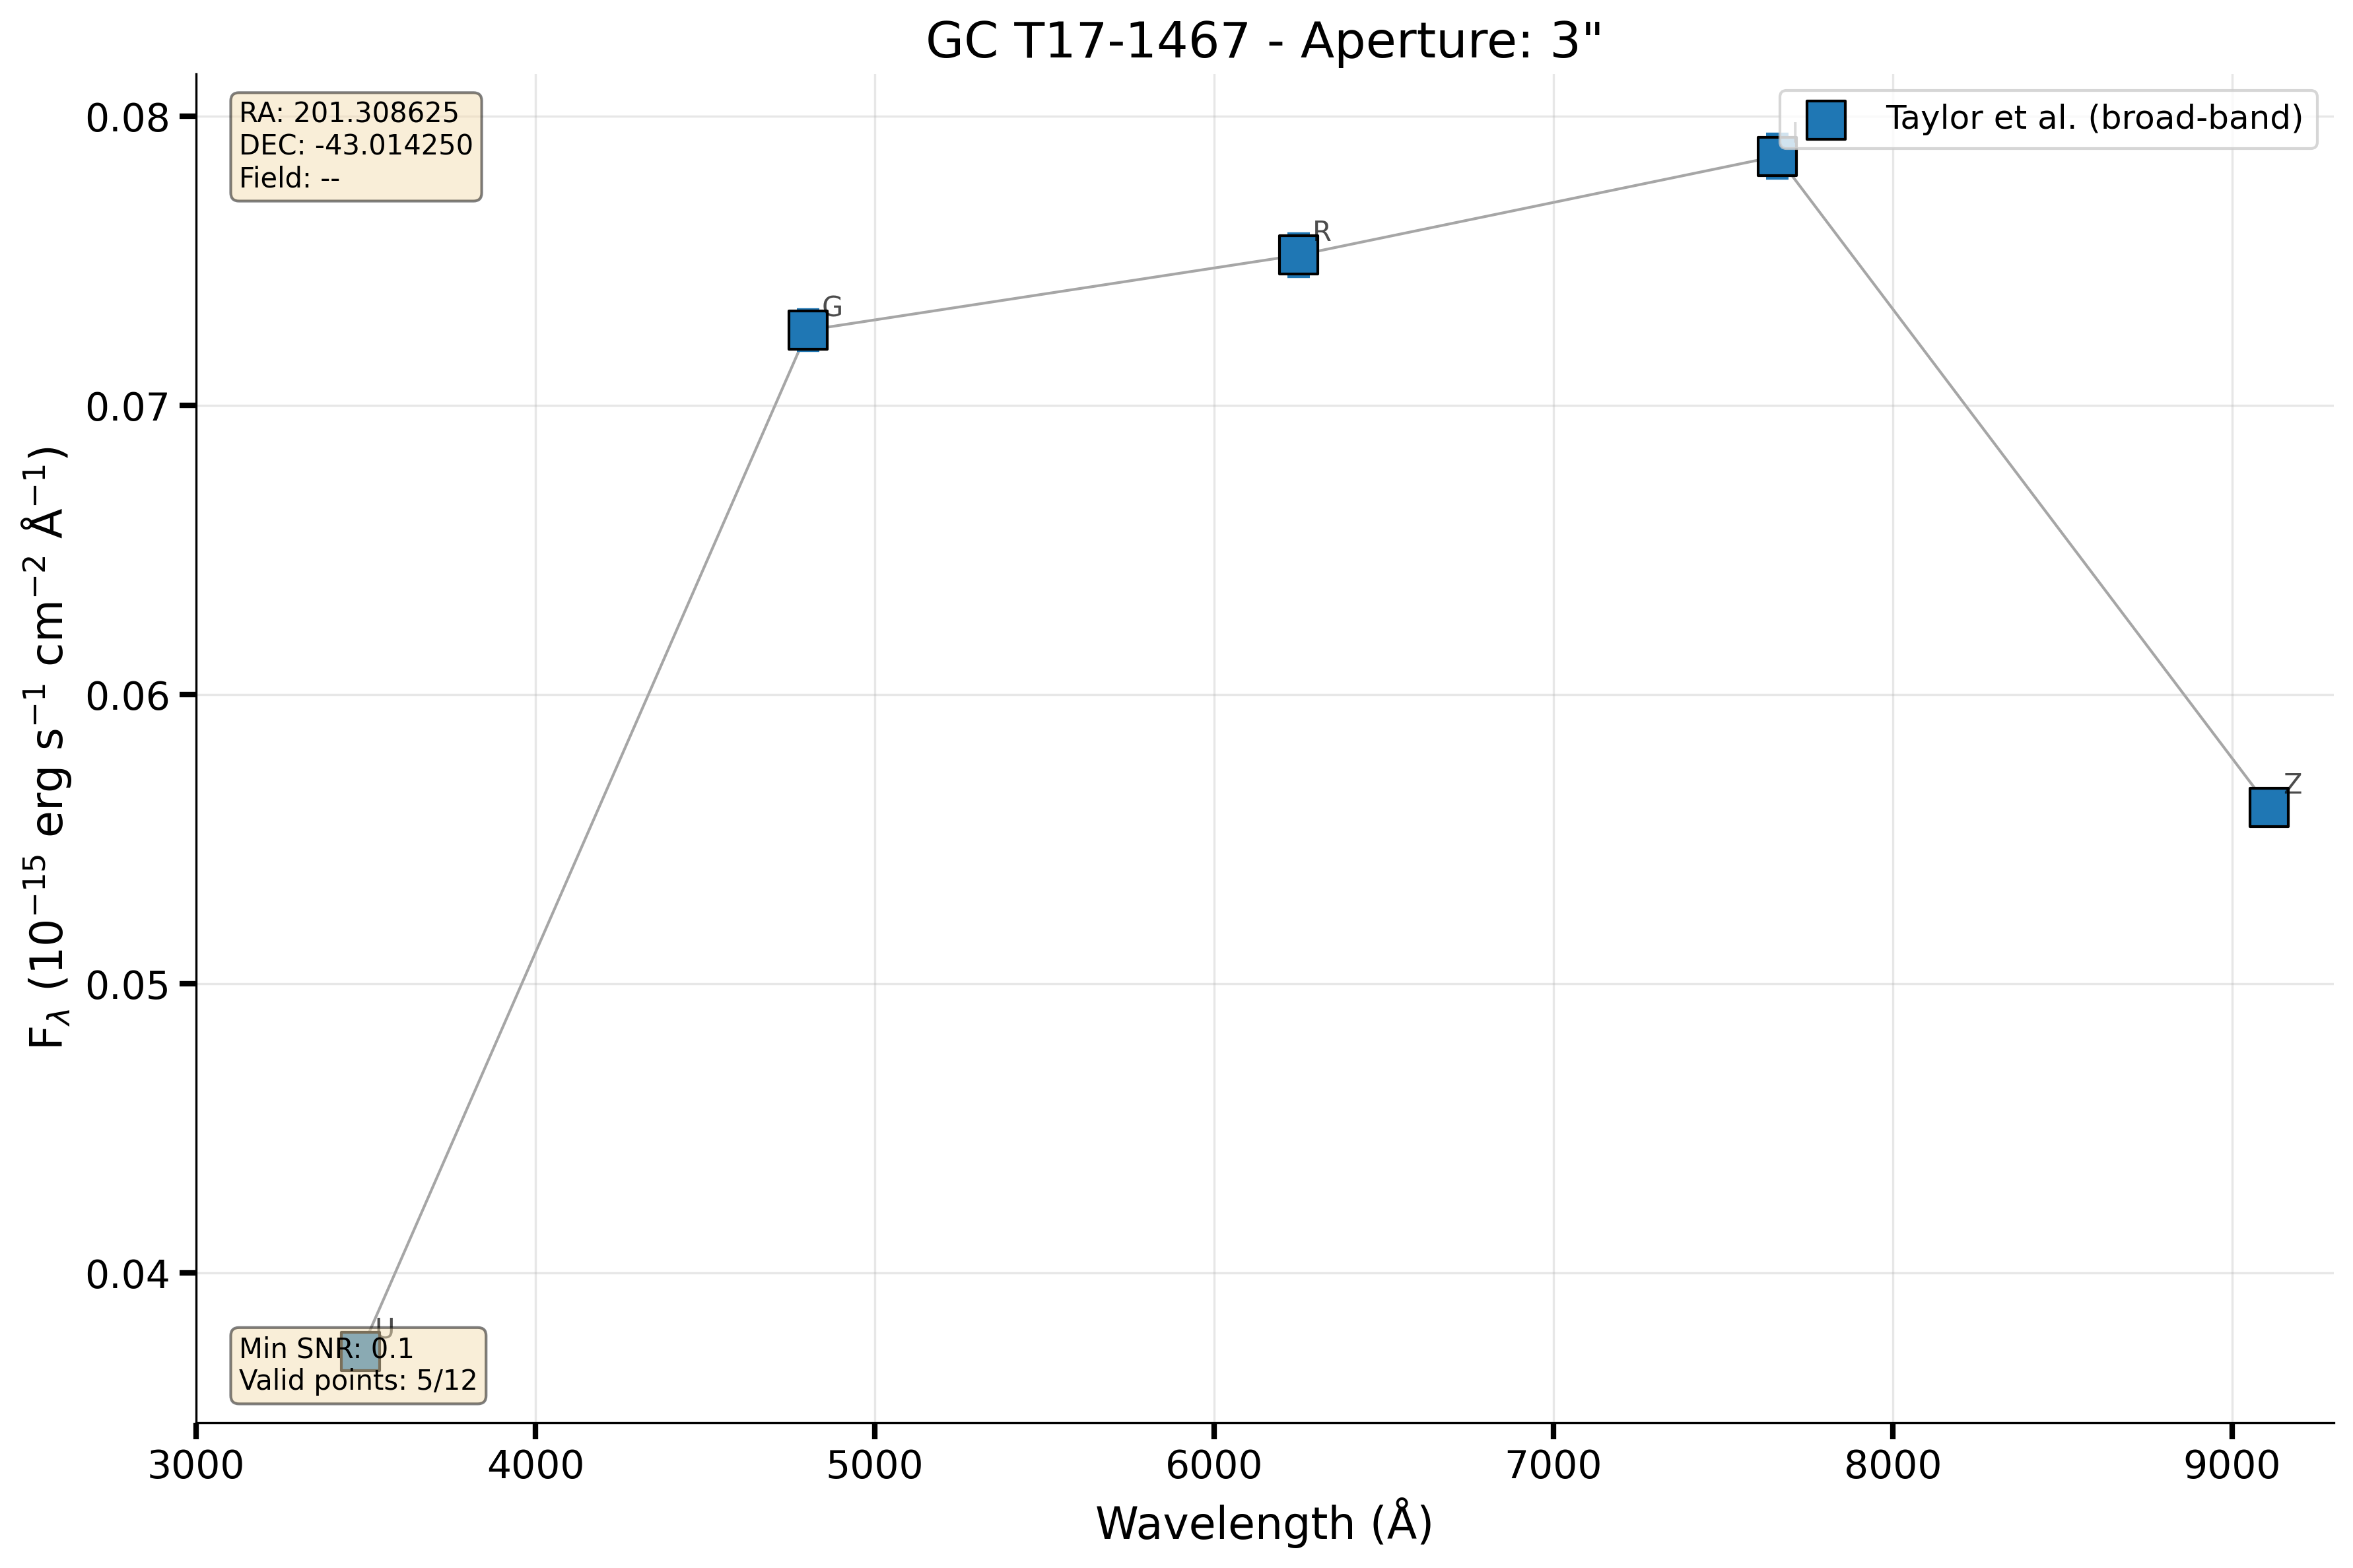 GC T17-1467 - Aperture: 3"
RA: 201.308625
DEC: -43.014250
Field: --
Taylor et al. (broad-band)
I
R
G
Z
U
Min SNR: 0.1
Valid points: 5/12
0.08
0.07
0.06
0.05
0.04
F_λ (10⁻¹⁵ erg s⁻¹ cm⁻² Å⁻¹)
3000 4000 5000 6000 7000 8000 9000
Wavelength (Å)